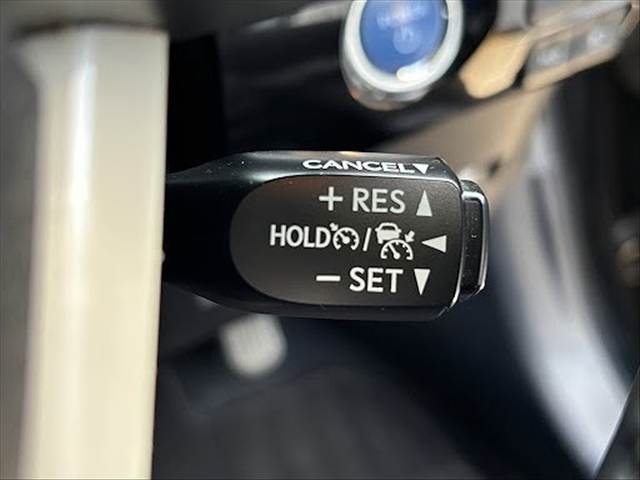 CANCEL▼
+ RES ▲
HOLD / ◀
− SET ▼